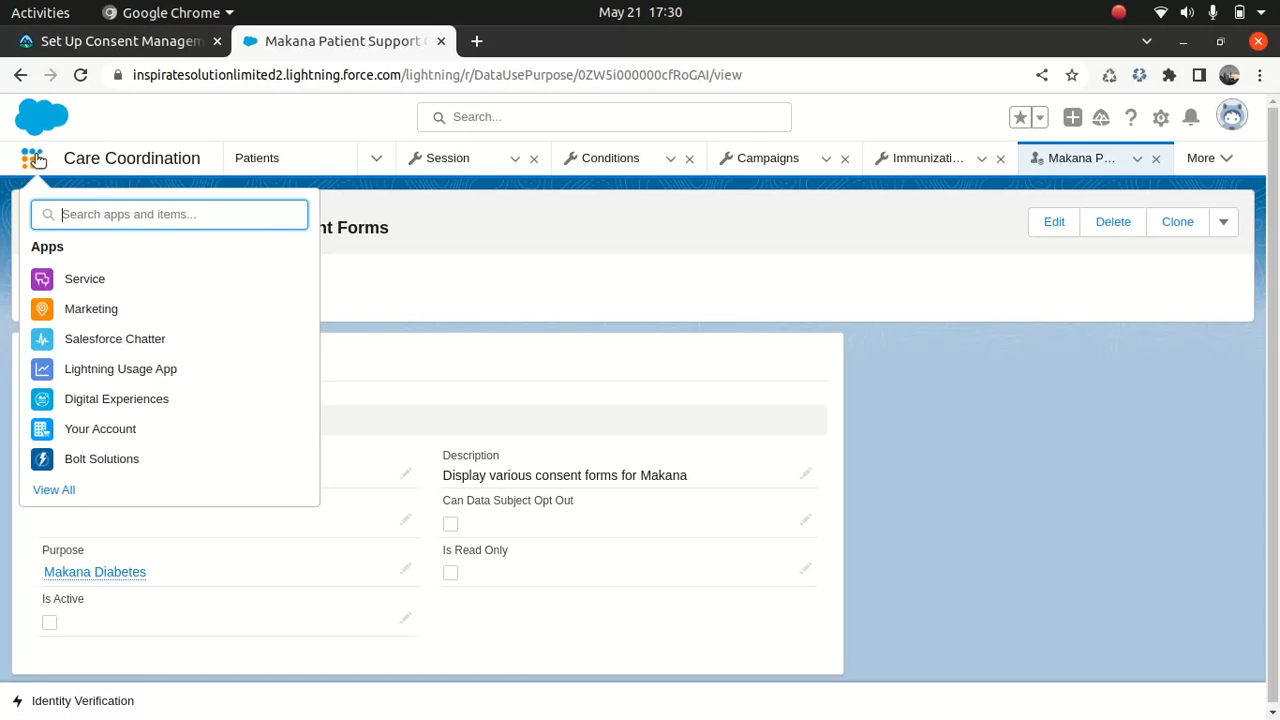 Activities Google Chrome May 21 17:30
Set Up Consent Managem Makana Patient Support
inspiratesolutionlimited2.lightning.force.com/lightning/r/DataUsePurpose/0ZW5i000000cfRoGAI/view
Search...
Care Coordination Patients Session Conditions Campaigns Immunizati... Makana P... More
nt Forms Edit Delete Clone
Search apps and items...
Apps
Service
Marketing
Salesforce Chatter
Lightning Usage App
Digital Experiences
Your Account
Bolt Solutions
View All
Description
Display various consent forms for Makana
Can Data Subject Opt Out
Purpose
Makana Diabetes
Is Read Only
Is Active
Identity Verification